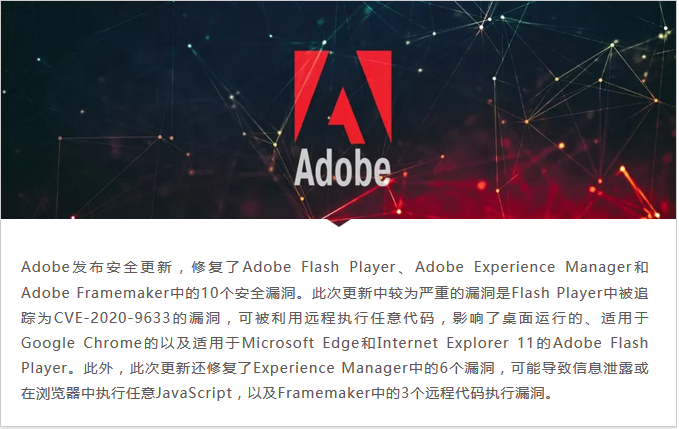 Adobe
Adobe发布安全更新，修复了Adobe Flash Player、Adobe Experience Manager和
Adobe Framemaker中的10个安全漏洞。此次更新中较为严重的漏洞是Flash Player中被追
踪为CVE-2020-9633的漏洞，可被利用远程执行任意代码，影响了桌面运行的、适用于
Google Chrome的以及适用于Microsoft Edge和Internet Explorer 11的Adobe Flash
Player。此外，此次更新还修复了Experience Manager中的6个漏洞，可能导致信息泄露或
在浏览器中执行任意JavaScript，以及Framemaker中的3个远程代码执行漏洞。